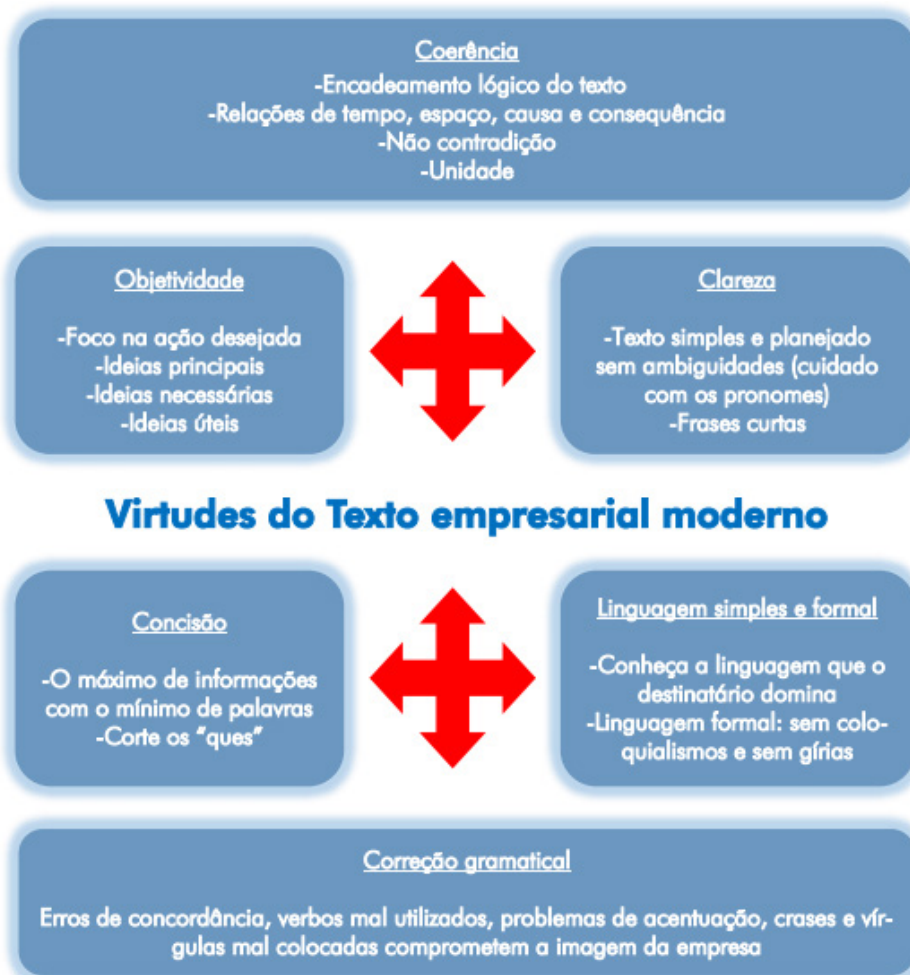 Coerência
-Encadeamento lógico do texto
-Relações de tempo, espaço, causa e consequência
-Não contradição
-Unidade
Objetividade
-Foco na ação desejada
-Ideias principais
-Ideias necessárias
-Ideias úteis
Clareza
-Texto simples e planejado
sem ambiguidades (cuidado
com os pronomes)
-Frases curtas
Virtudes do Texto empresarial moderno
Concisão
-O máximo de informações
com o mínimo de palavras
-Corte os “ques”
Linguagem simples e formal
-Conheça a linguagem que o
destinatário domina
-Linguagem formal: sem colo-
quialismos e sem gírias
Correção gramatical
Erros de concordância, verbos mal utilizados, problemas de acentuação, crases e vír-
gulas mal colocadas comprometem a imagem da empresa